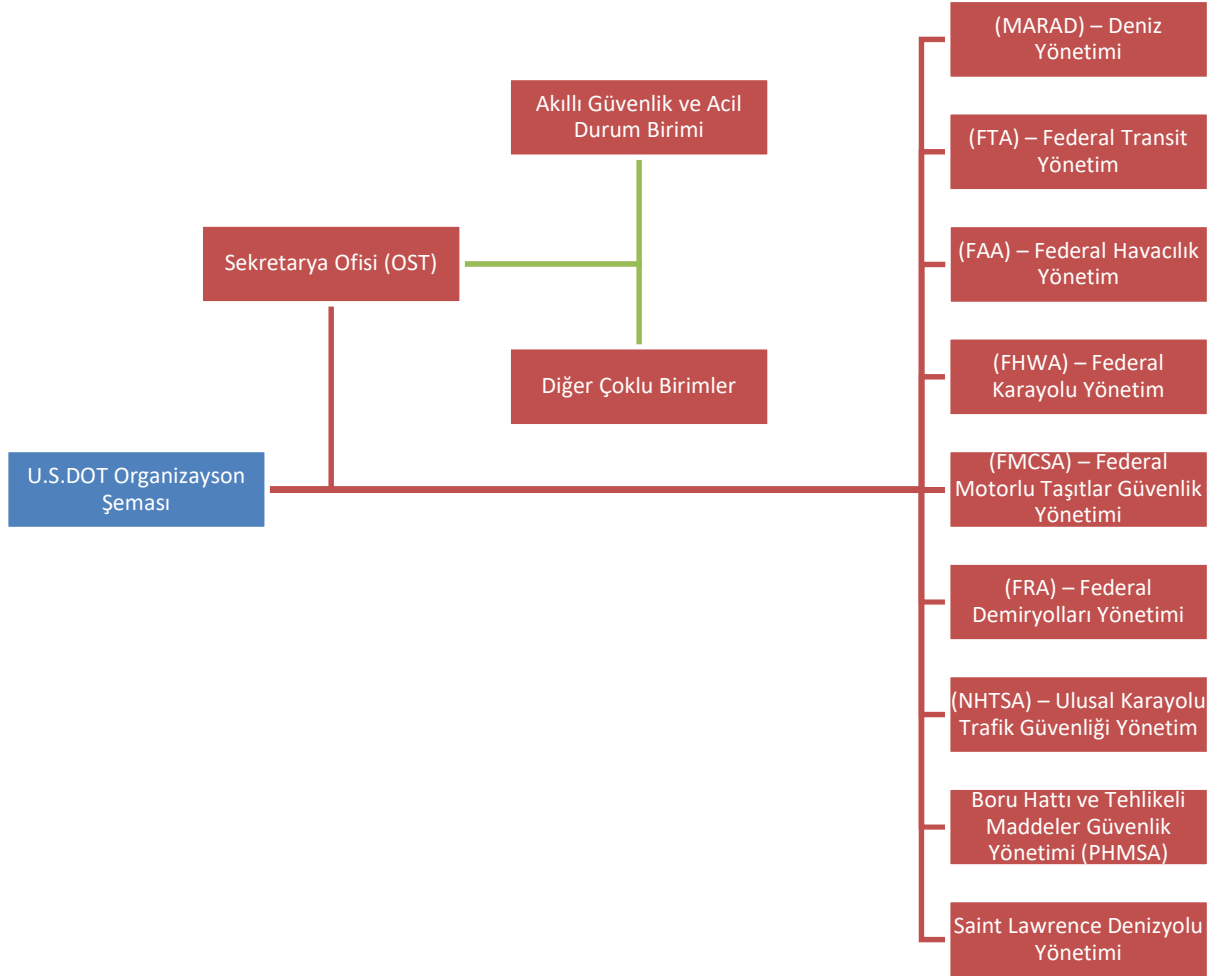 (MARAD) – Deniz
Yönetimi
Akıllı Güvenlik ve Acil
Durum Birimi
(FTA) – Federal Transit
Yönetim
Sekretarya Ofisi (OST)
(FAA) – Federal Havacılık
Yönetim
Diğer Çoklu Birimler
(FHWA) – Federal
Karayolu Yönetim
U.S.DOT Organizayson
Şeması
(FMCSA) – Federal
Motorlu Taşıtlar Güvenlik
Yönetimi
(FRA) – Federal
Demiryolları Yönetimi
(NHTSA) – Ulusal Karayolu
Trafik Güvenliği Yönetim
Boru Hattı ve Tehlikeli
Maddeler Güvenlik
Yönetimi (PHMSA)
Saint Lawrence Denizyolu
Yönetimi